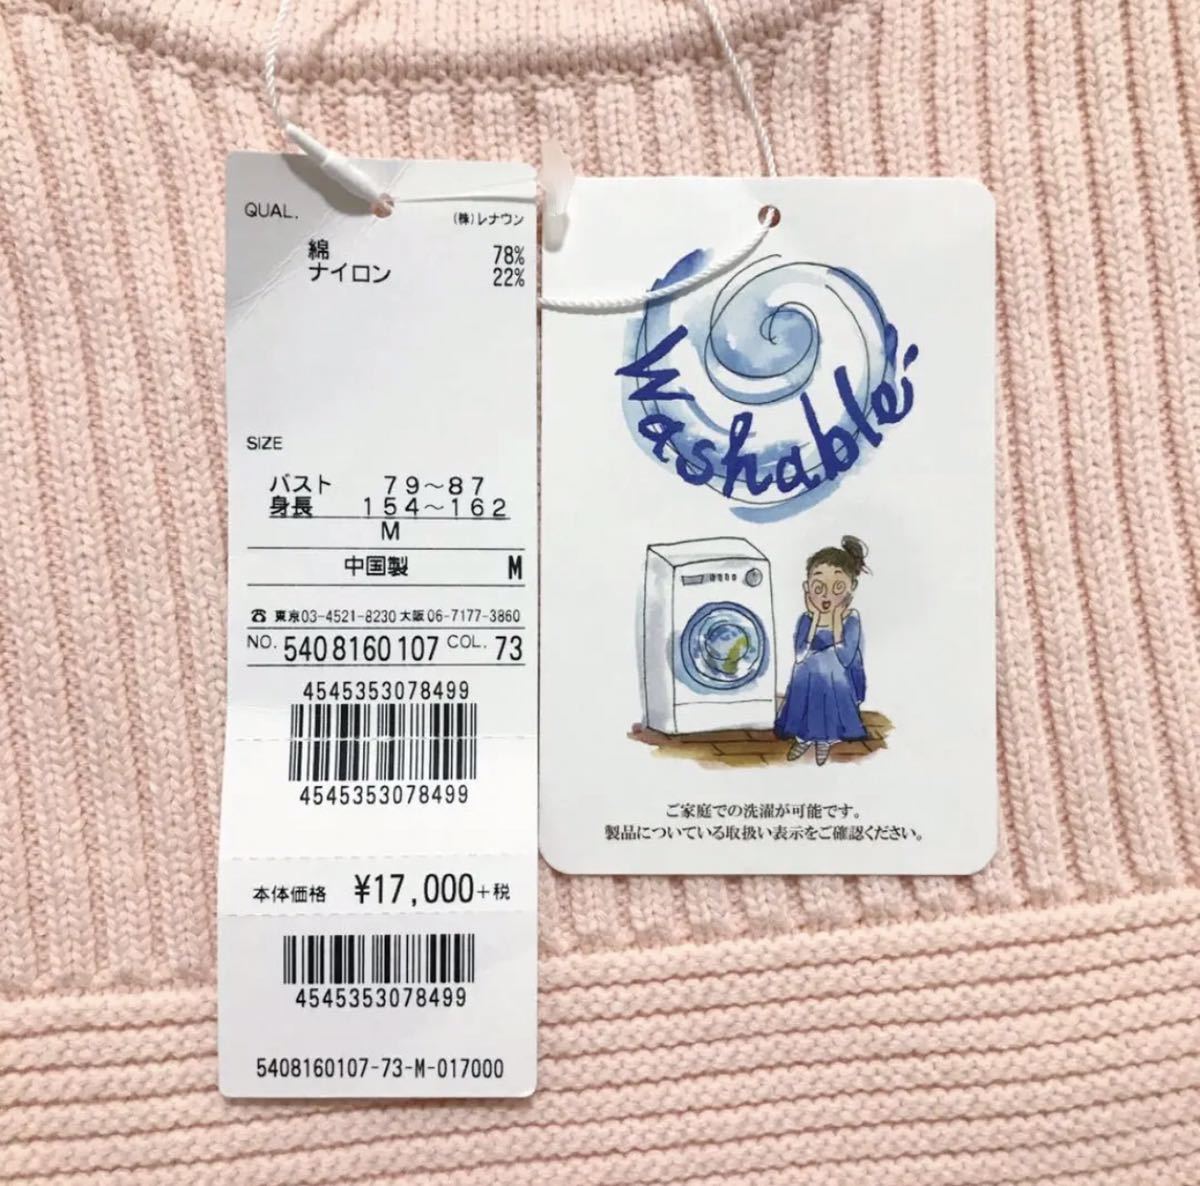 QUAL.
(株)レナウン
綿 78%
ナイロン 22%
SIZE
バスト 79～87
身長 154～162
M
中国製 M
☎ 東京03-4521-8230 大阪06-7177-3860
NO. 5408160107 COL. 73
4545353078499
4545353078499
本体価格 ¥17,000+税
4545353078499
5408160107-73-M-017000
Washable
ご家庭での洗濯が可能です。
製品についている取扱い表示をご確認ください。